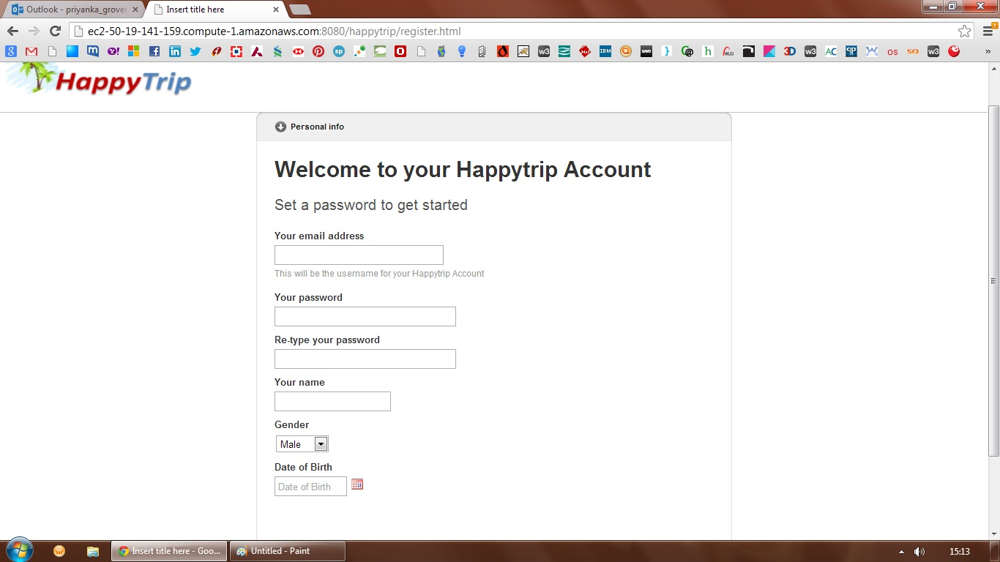 Outlook - priyanka_grover
Insert title here
ec2-50-19-141-159.compute-1.amazonaws.com:8080/happytrip/register.html
HappyTrip
Personal info
Welcome to your Happytrip Account
Set a password to get started
Your email address
This will be the username for your Happytrip Account
Your password
Re-type your password
Your name
Gender
Male
Date of Birth
Date of Birth
Insert title here - Goo...
Untitled - Paint
15:13